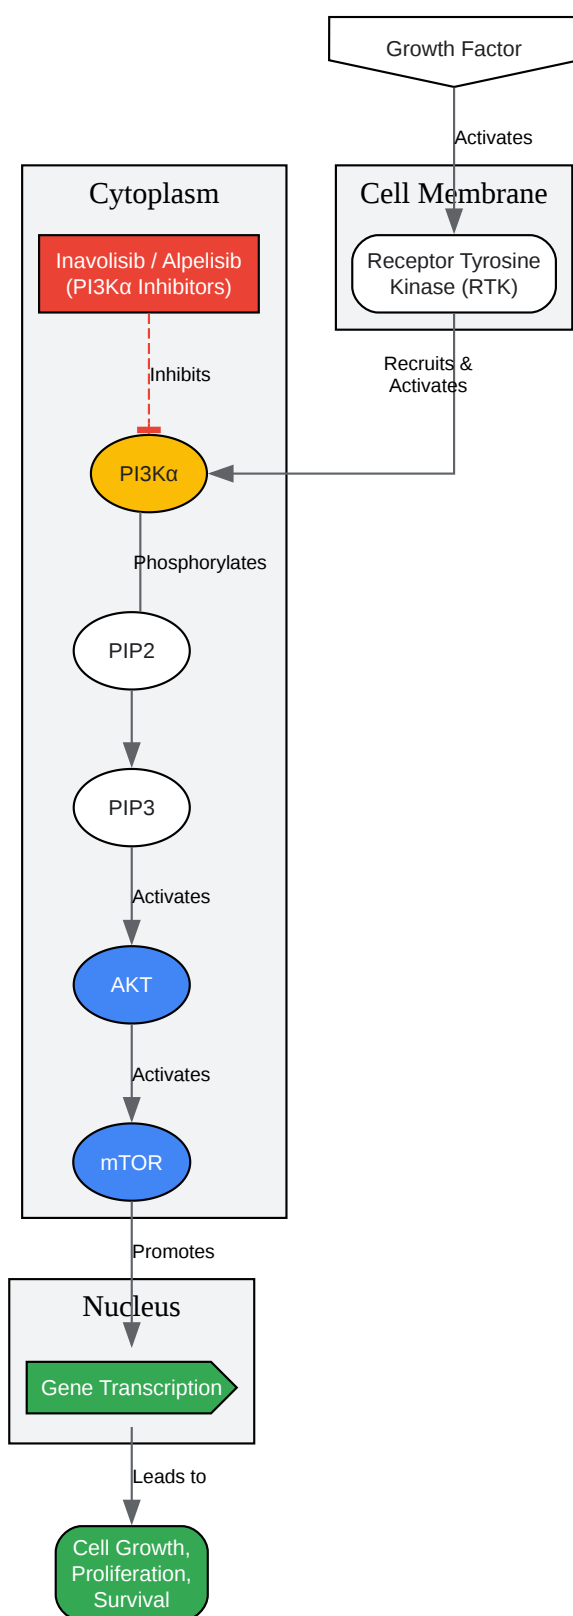 Growth Factor
Activates
Cytoplasm
Cell Membrane
Inavolisib / Alpelisib
(PI3Kα Inhibitors)
Receptor Tyrosine
Kinase (RTK)
Inhibits
Recruits &
Activates
PI3Kα
Phosphorylates
PIP2
PIP3
Activates
AKT
Activates
mTOR
Promotes
Nucleus
Gene Transcription
Leads to
Cell Growth,
Proliferation,
Survival